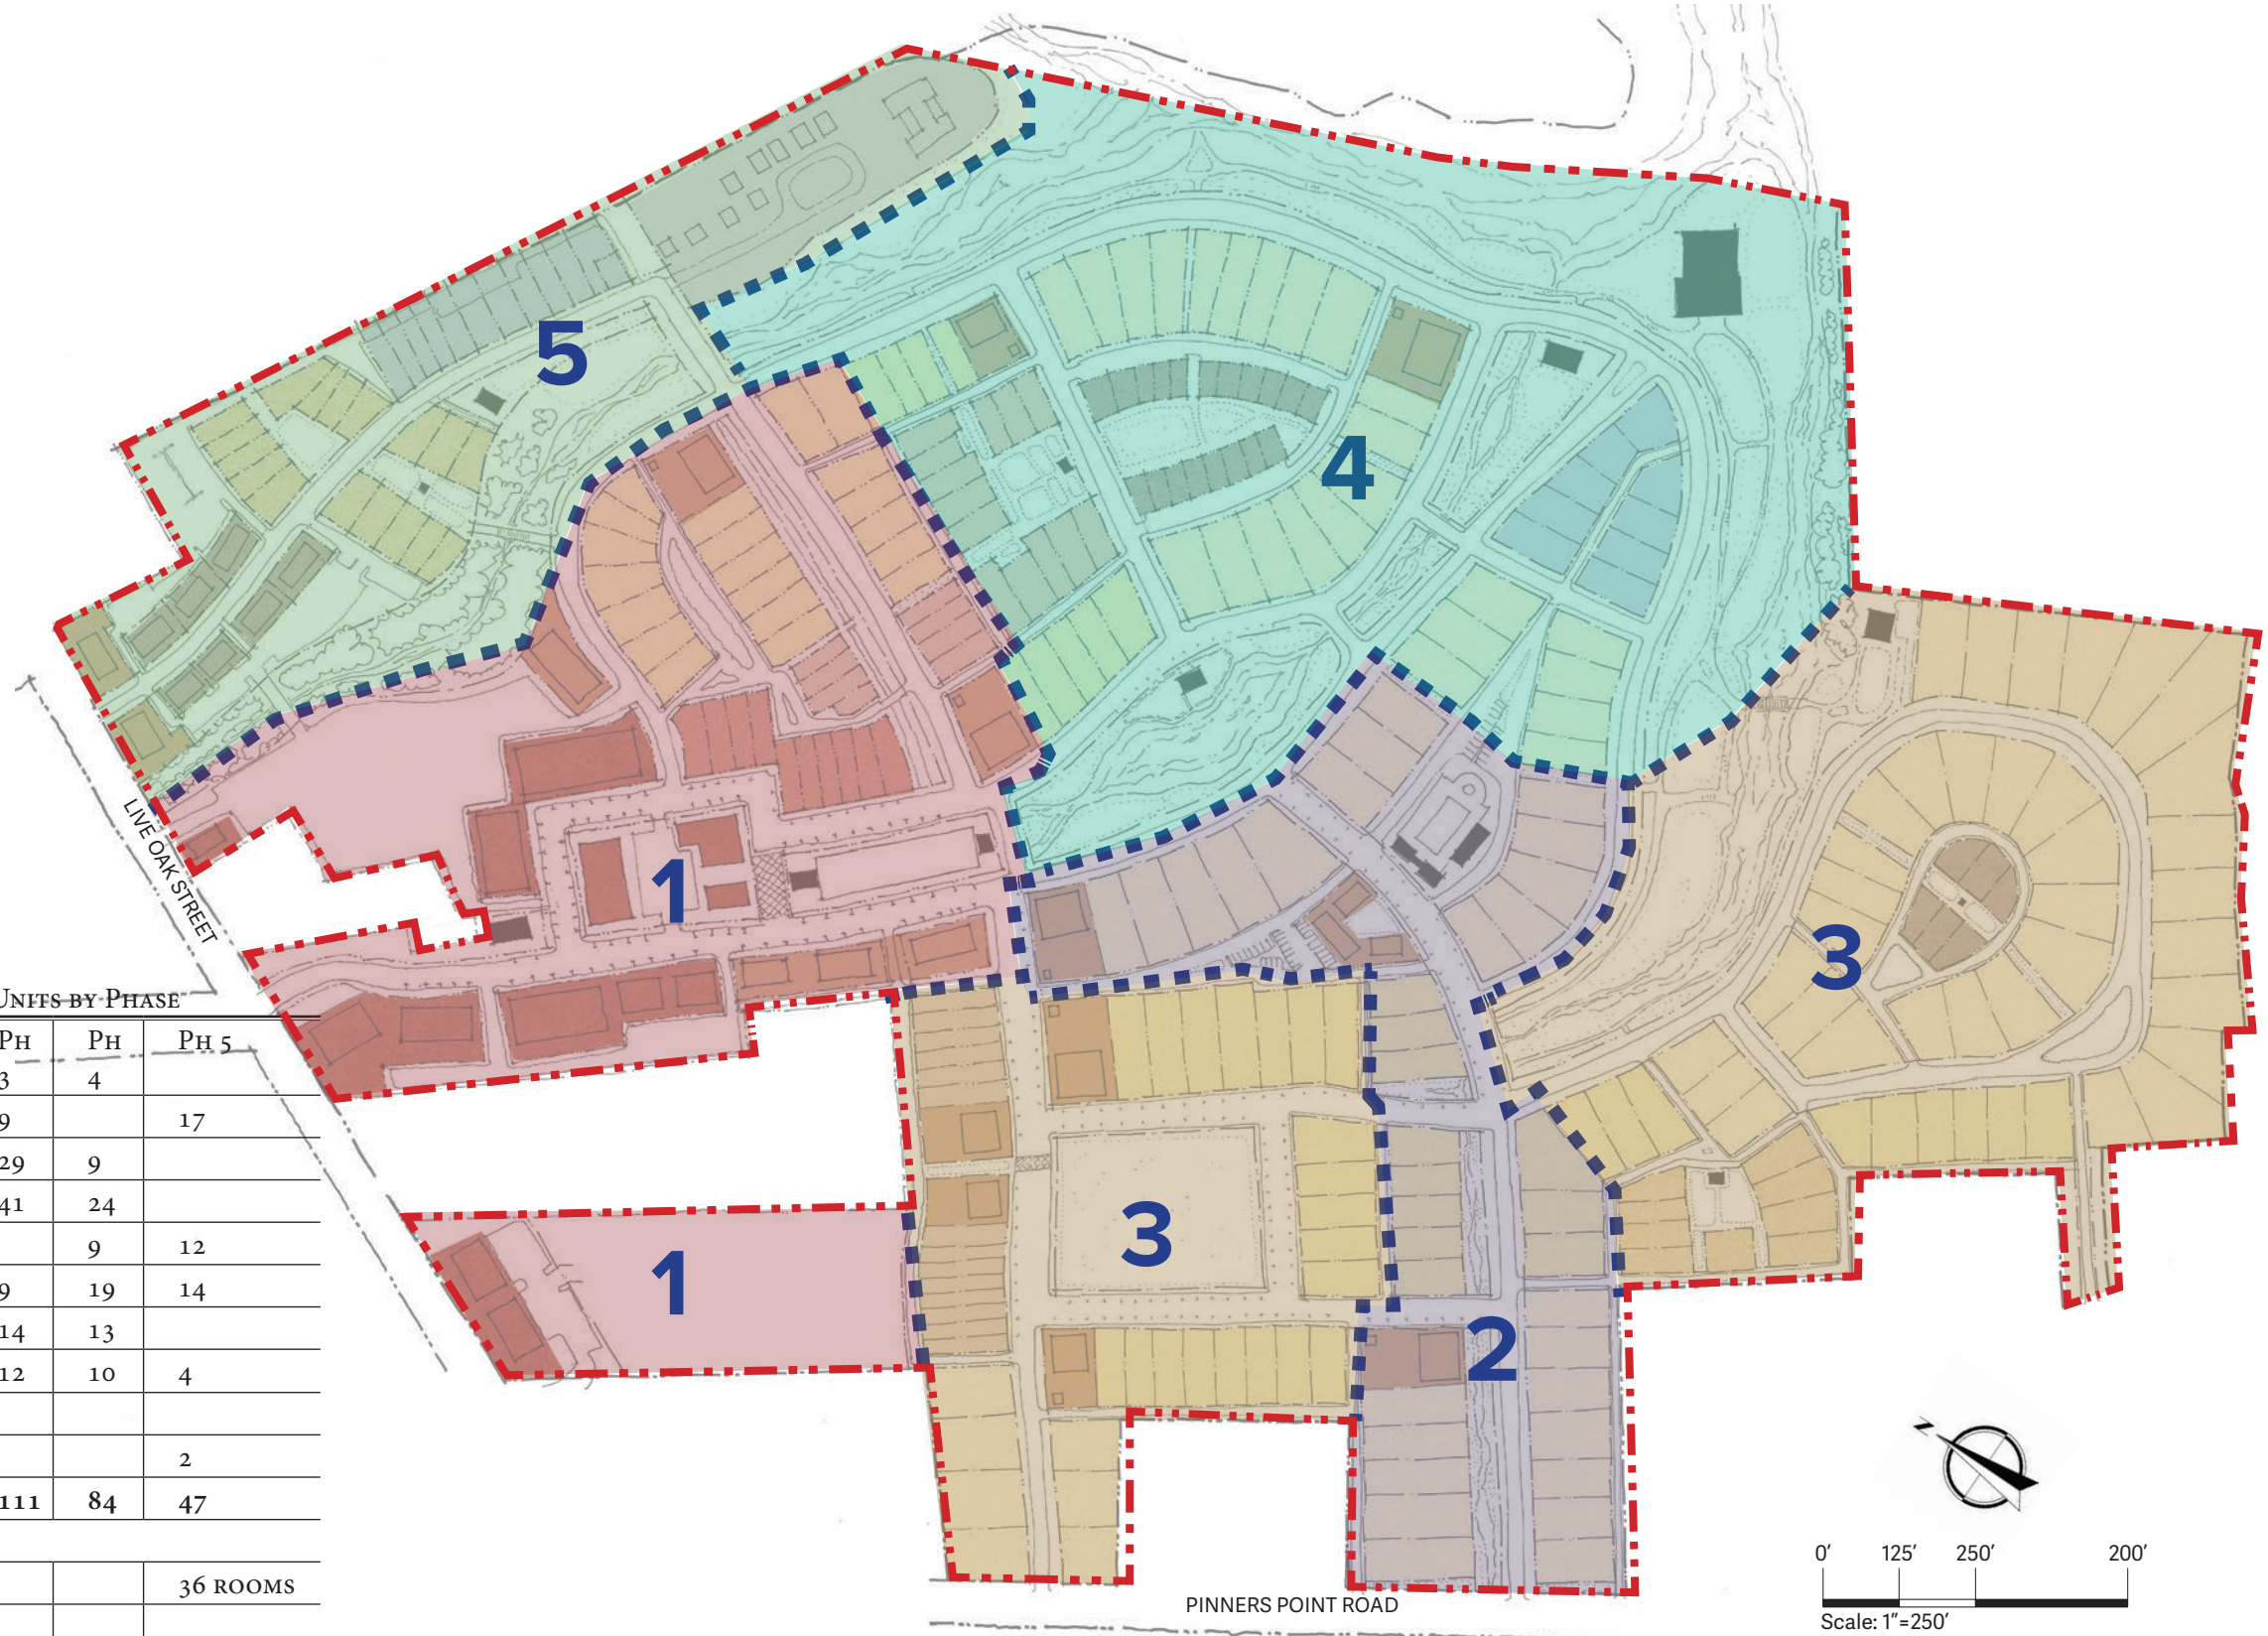 5
4
1
3
LIVE OAK STREET
UNITS BY PHASE
PH PH PH 5
3 4
9 17
29 9
41 24
9 12
9 19 14
14 13
12 10 4
2
111 84 47
36 ROOMS
1
3
2
N
0' 125' 250' 200'
Scale: 1"=250'
PINNERS POINT ROAD